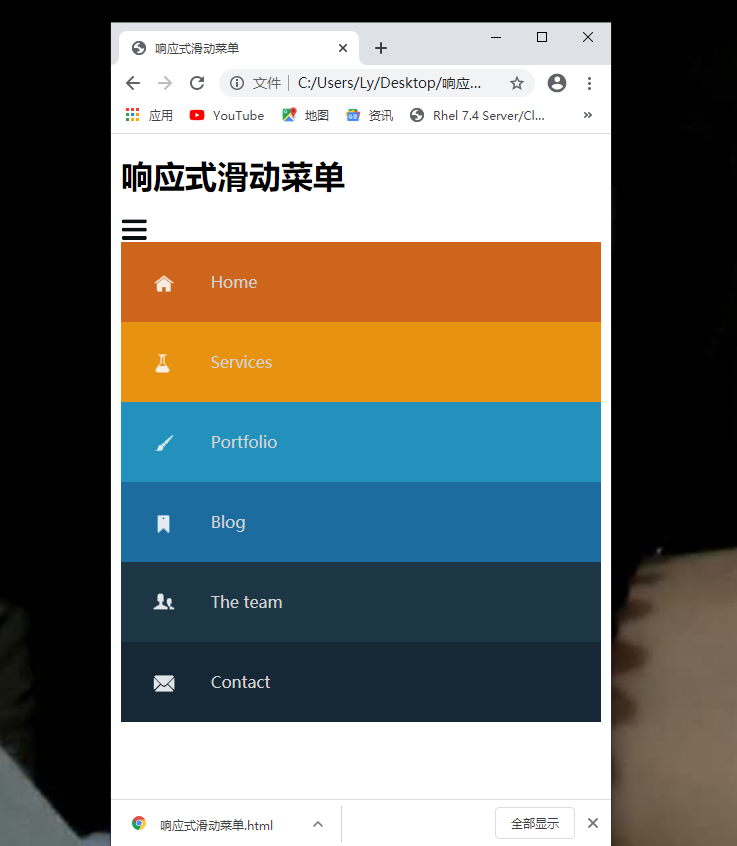 响应式滑动菜单
文件 C:/Users/Ly/Desktop/响应...
应用 YouTube 地图 资讯 Rhel 7.4 Server/Cl...
响应式滑动菜单
Home
Services
Portfolio
Blog
The team
Contact
响应式滑动菜单.html 全部显示